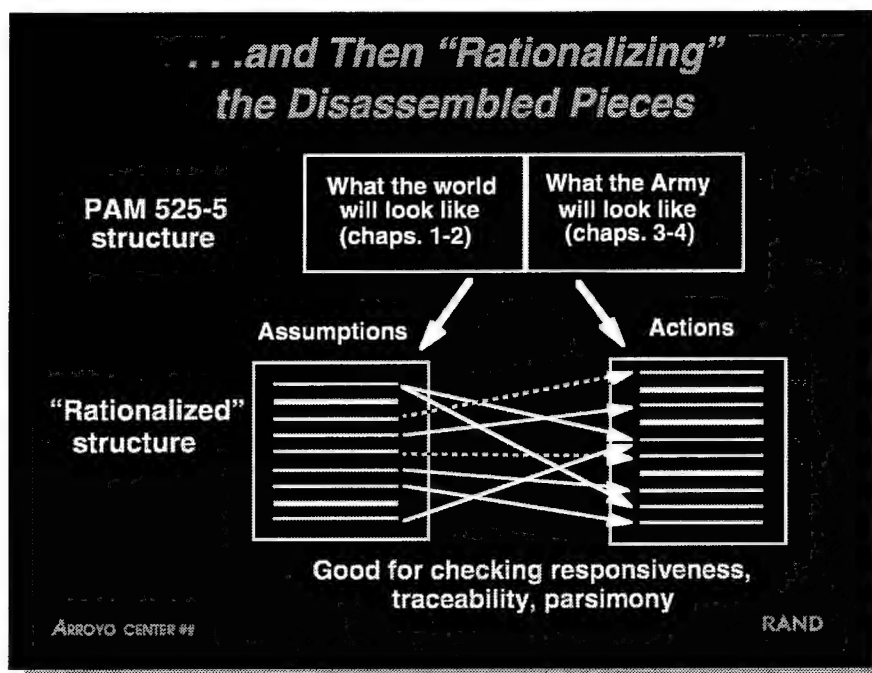 . . .and Then “Rationalizing”
the Disassembled Pieces
PAM 525-5
structure
What the world
will look like
(chaps. 1-2)
What the Army
will look like
(chaps. 3-4)
Assumptions
Actions
“Rationalized”
structure
Good for checking responsiveness,
traceability, parsimony
ARROYO CENTER
RAND